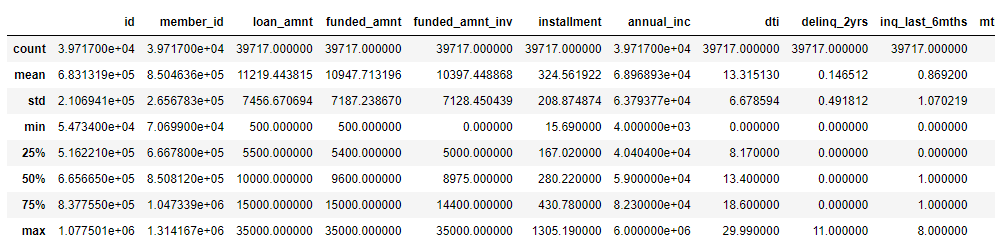 id member_id loan_amnt funded_amnt funded_amnt_inv installment annual_inc dti delinq_2yrs inq_last_6mths mt
count 3.971700e+04 3.971700e+04 39717.000000 39717.000000 39717.000000 39717.000000 3.971700e+04 39717.000000 39717.000000 39717.000000
mean 6.831319e+05 8.504636e+05 11219.443815 10947.713196 10397.448868 324.561922 6.896893e+04 13.315130 0.146512 0.869200
std 2.106941e+05 2.656783e+05 7456.670694 7187.238670 7128.450439 208.874874 6.379377e+04 6.678594 0.491812 1.070219
min 5.473400e+04 7.069900e+04 500.000000 500.000000 0.000000 15.690000 4.000000e+03 0.000000 0.000000 0.000000
25% 5.162210e+05 6.667800e+05 5500.000000 5400.000000 5000.000000 167.020000 4.040400e+04 8.170000 0.000000 0.000000
50% 6.656650e+05 8.508120e+05 10000.000000 9600.000000 8975.000000 280.220000 5.900000e+04 13.400000 0.000000 1.000000
75% 8.377550e+05 1.047339e+06 15000.000000 15000.000000 14400.000000 430.780000 8.230000e+04 18.600000 0.000000 1.000000
max 1.077501e+06 1.314167e+06 35000.000000 35000.000000 35000.000000 1305.190000 6.000000e+06 29.990000 11.000000 8.000000